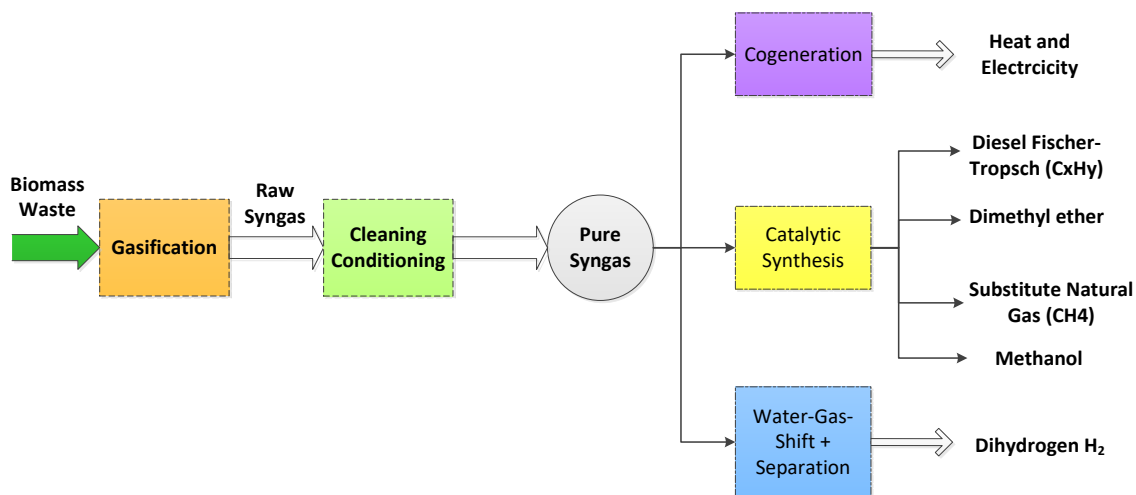 Biomass
Waste
Gasification
Raw
Syngas
Cleaning
Conditioning
Pure
Syngas
Cogeneration
Heat and
Electrcicity
Catalytic
Synthesis
Diesel Fischer-
Tropsch (CxHy)
Dimethyl ether
Substitute Natural
Gas (CH4)
Methanol
Water-Gas-
Shift +
Separation
Dihydrogen H₂